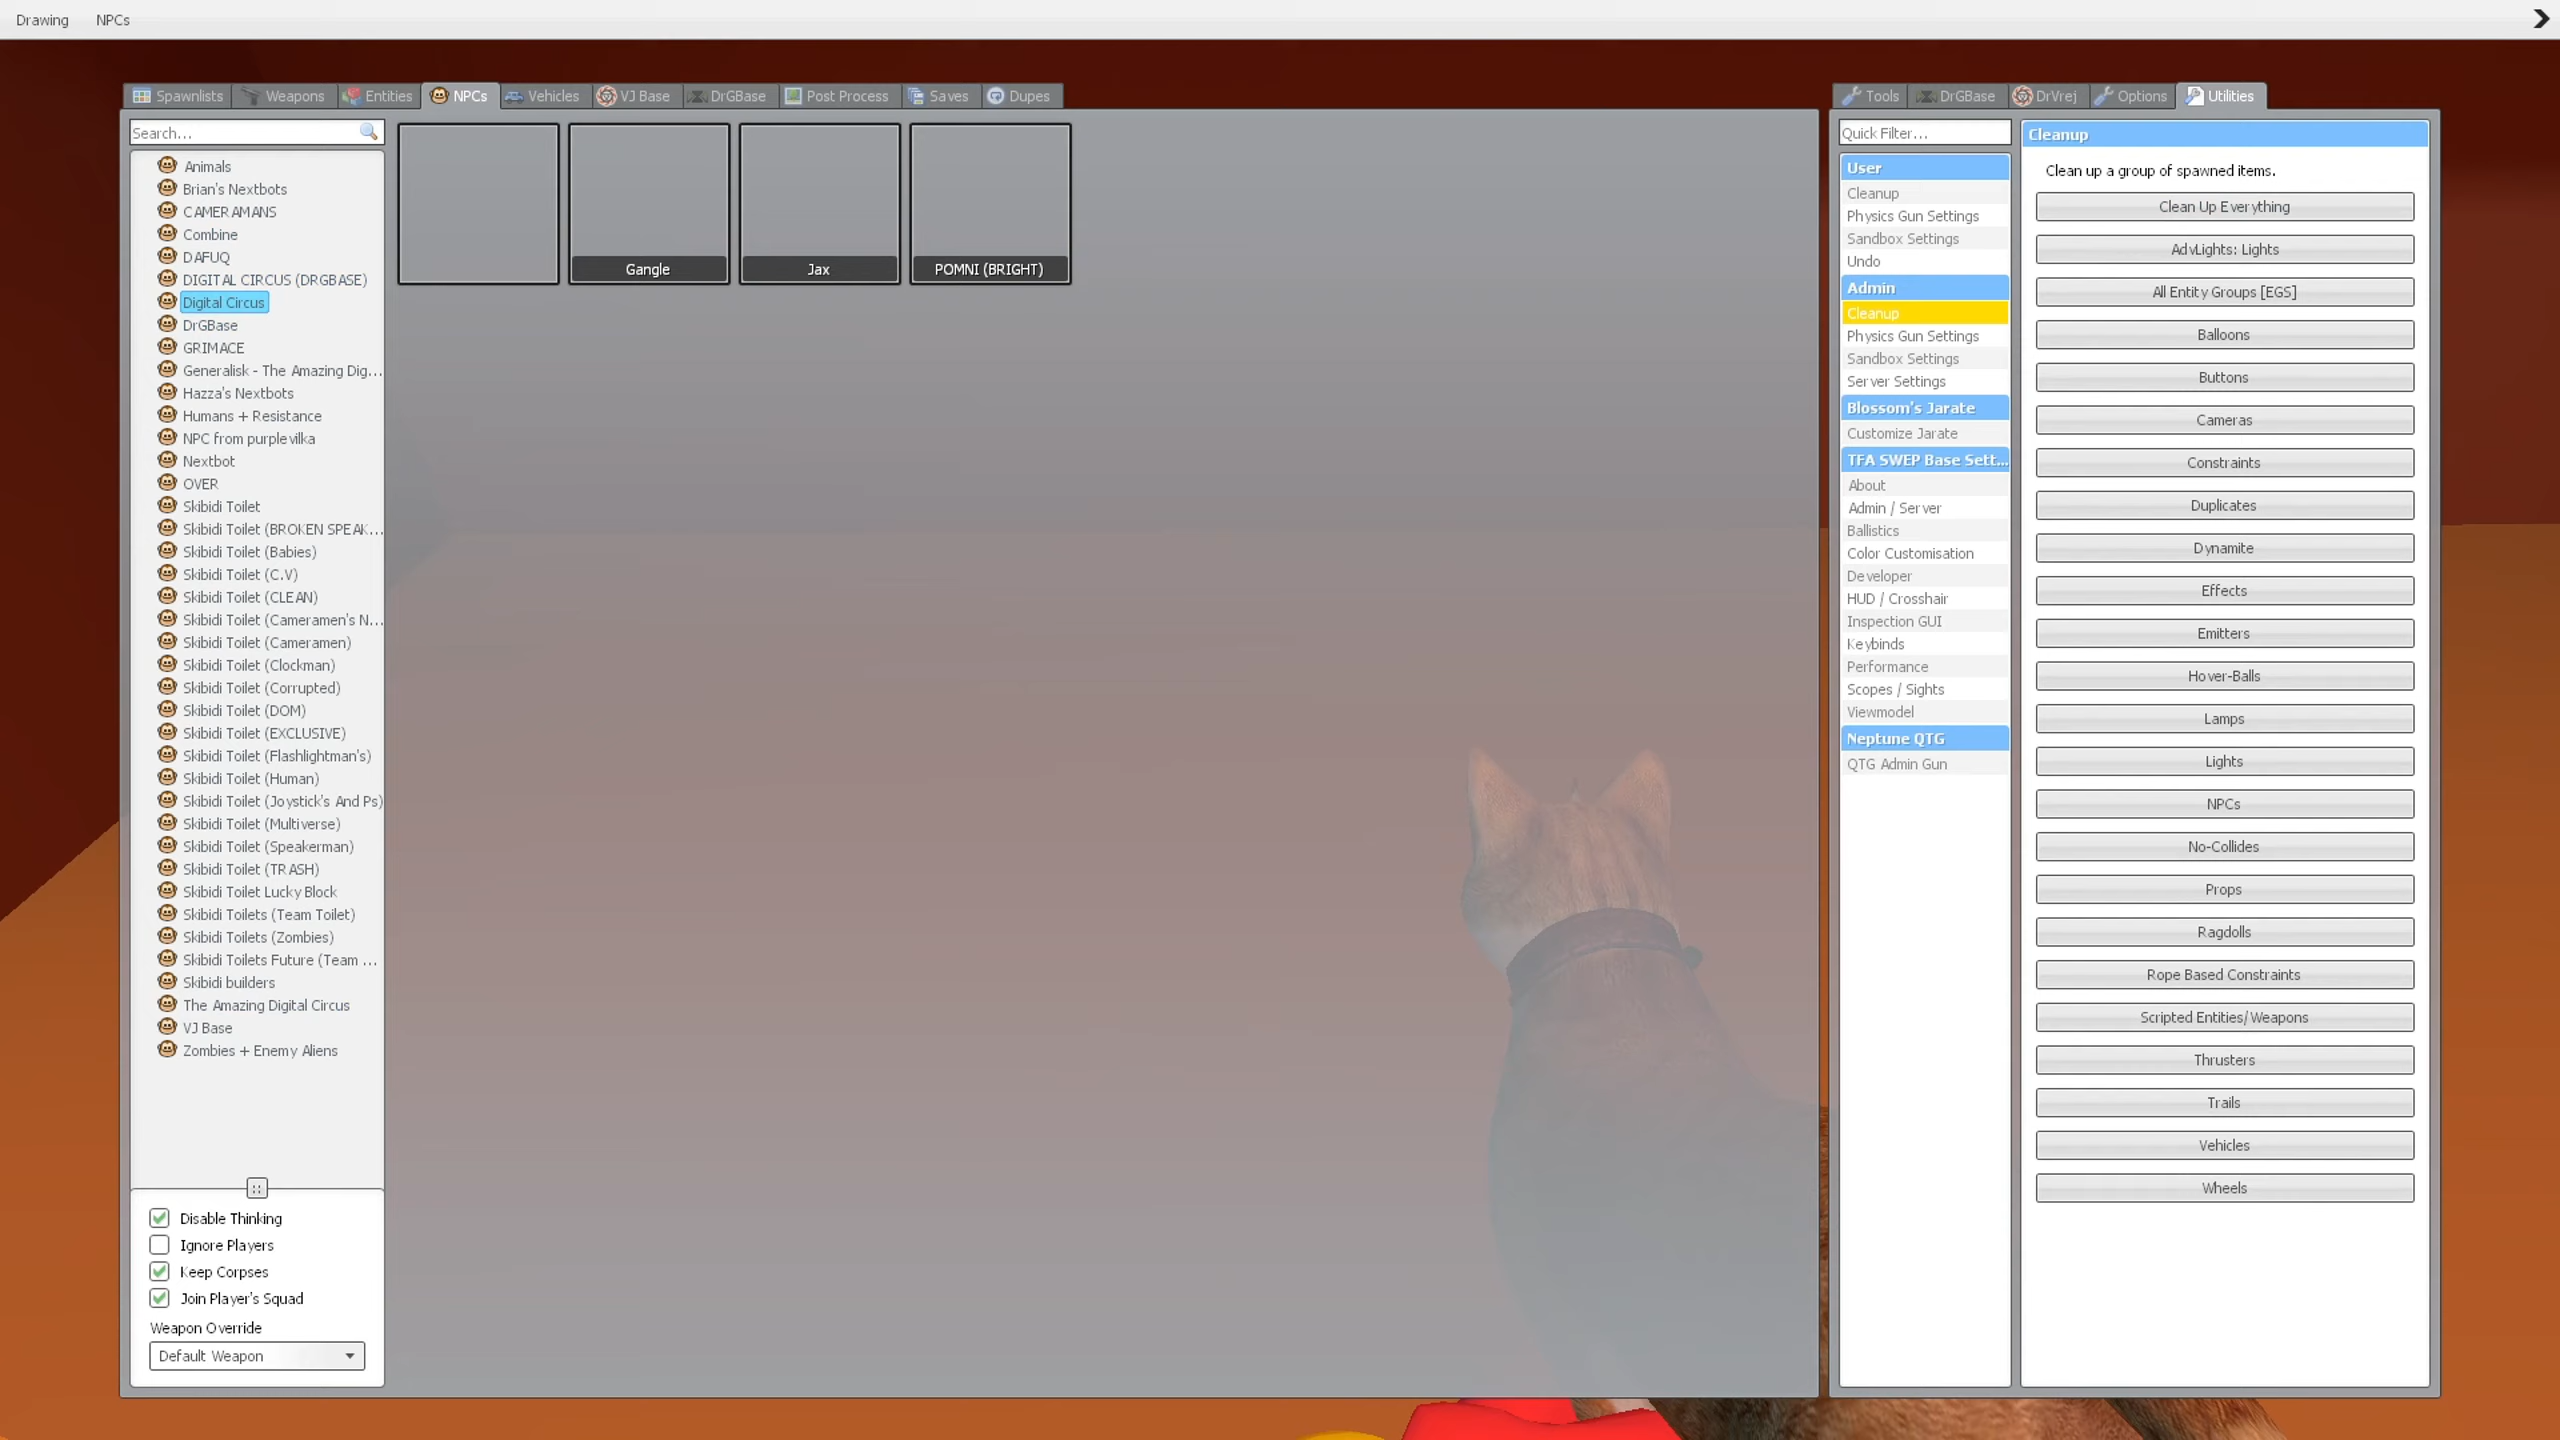 Drawing NPCs
Spawnlists Weapons Entities NPCs Vehicles VJ Base DrGBase Post Process Saves Dupes
Search...
Animals
Brian's Nextbots
CAMERAMANS
Combine
DAFUQ
DIGITAL CIRCUS (DRGBASE)
Digital Circus
DrGBase
GRIMACE
Generalisk - The Amazing Dig...
Hazza's Nextbots
Humans + Resistance
NPC from purplevilka
Nextbot
OVER
Skibidi Toilet
Skibidi Toilet (BROKEN SPEAK...
Skibidi Toilet (Babies)
Skibidi Toilet (C.V)
Skibidi Toilet (CLEAN)
Skibidi Toilet (Cameramen's N...
Skibidi Toilet (Cameramen)
Skibidi Toilet (Clockman)
Skibidi Toilet (Corrupted)
Skibidi Toilet (DOM)
Skibidi Toilet (EXCLUSIVE)
Skibidi Toilet (Flashlightman's)
Skibidi Toilet (Human)
Skibidi Toilet (Joystick's And Ps)
Skibidi Toilet (Multiverse)
Skibidi Toilet (Speakerman)
Skibidi Toilet (TRASH)
Skibidi Toilet Lucky Block
Skibidi Toilets (Team Toilet)
Skibidi Toilets (Zombies)
Skibidi Toilets Future (Team ...
Skibidi builders
The Amazing Digital Circus
VJ Base
Zombies + Enemy Aliens
Disable Thinking
Ignore Players
Keep Corpses
Join Player's Squad
Weapon Override
Default Weapon
Gangle Jax POMNI (BRIGHT)
Tools DrGBase DrVrej Options Utilities
Quick Filter...
User
Cleanup
Physics Gun Settings
Sandbox Settings
Undo
Admin
Cleanup
Physics Gun Settings
Sandbox Settings
Server Settings
Blossom's Jarate
Customize Jarate
TFA SWEP Base Sett...
About
Admin / Server
Ballistics
Color Customisation
Developer
HUD / Crosshair
Inspection GUI
Keybinds
Performance
Scopes / Sights
Viewmodel
Neptune QTG
QTG Admin Gun
Cleanup
Clean up a group of spawned items.
Clean Up Everything
AdvLights: Lights
All Entity Groups [EGS]
Balloons
Buttons
Cameras
Constraints
Duplicates
Dynamite
Effects
Emitters
Hover-Balls
Lamps
Lights
NPCs
No-Collides
Props
Ragdolls
Rope Based Constraints
Scripted Entities/Weapons
Thrusters
Trails
Vehicles
Wheels